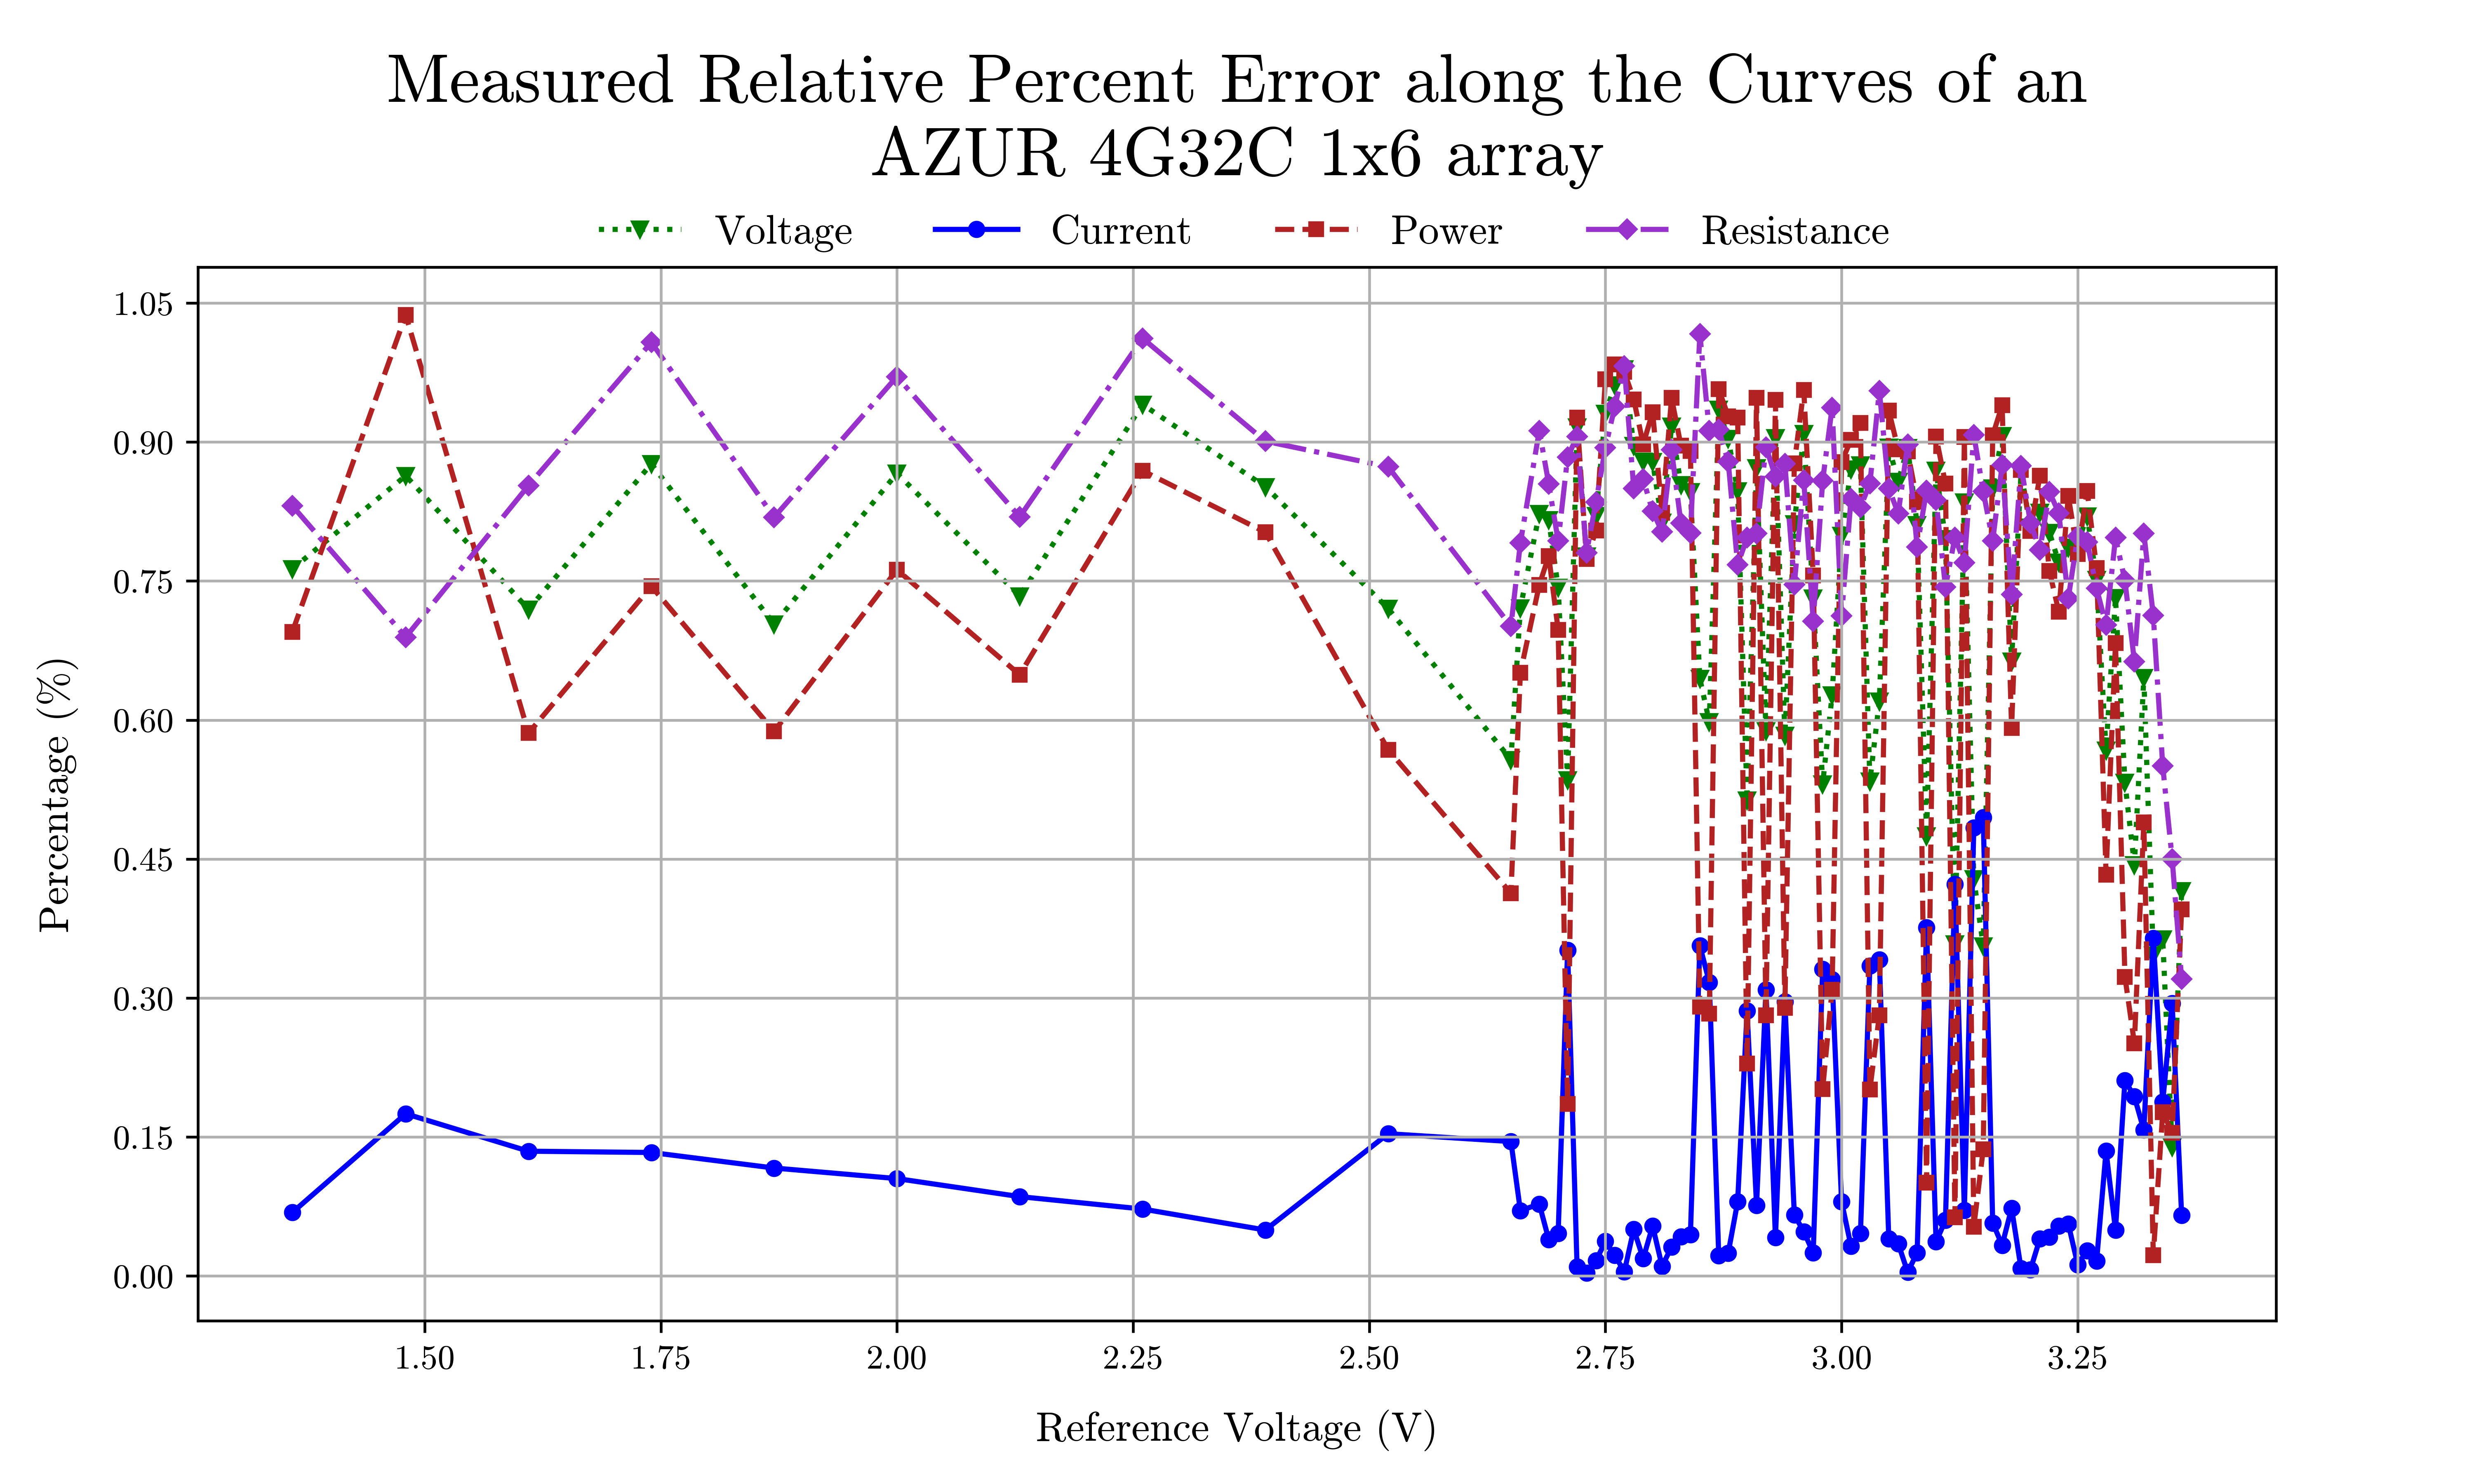 Measured Relative Percent Error along the Curves of an
AZUR 4G32C 1x6 array
Voltage Current Power Resistance
1.05
0.90
0.75
0.60
0.45
0.30
0.15
0.00
Percentage (%)
1.50 1.75 2.00 2.25 2.50 2.75 3.00 3.25
Reference Voltage (V)